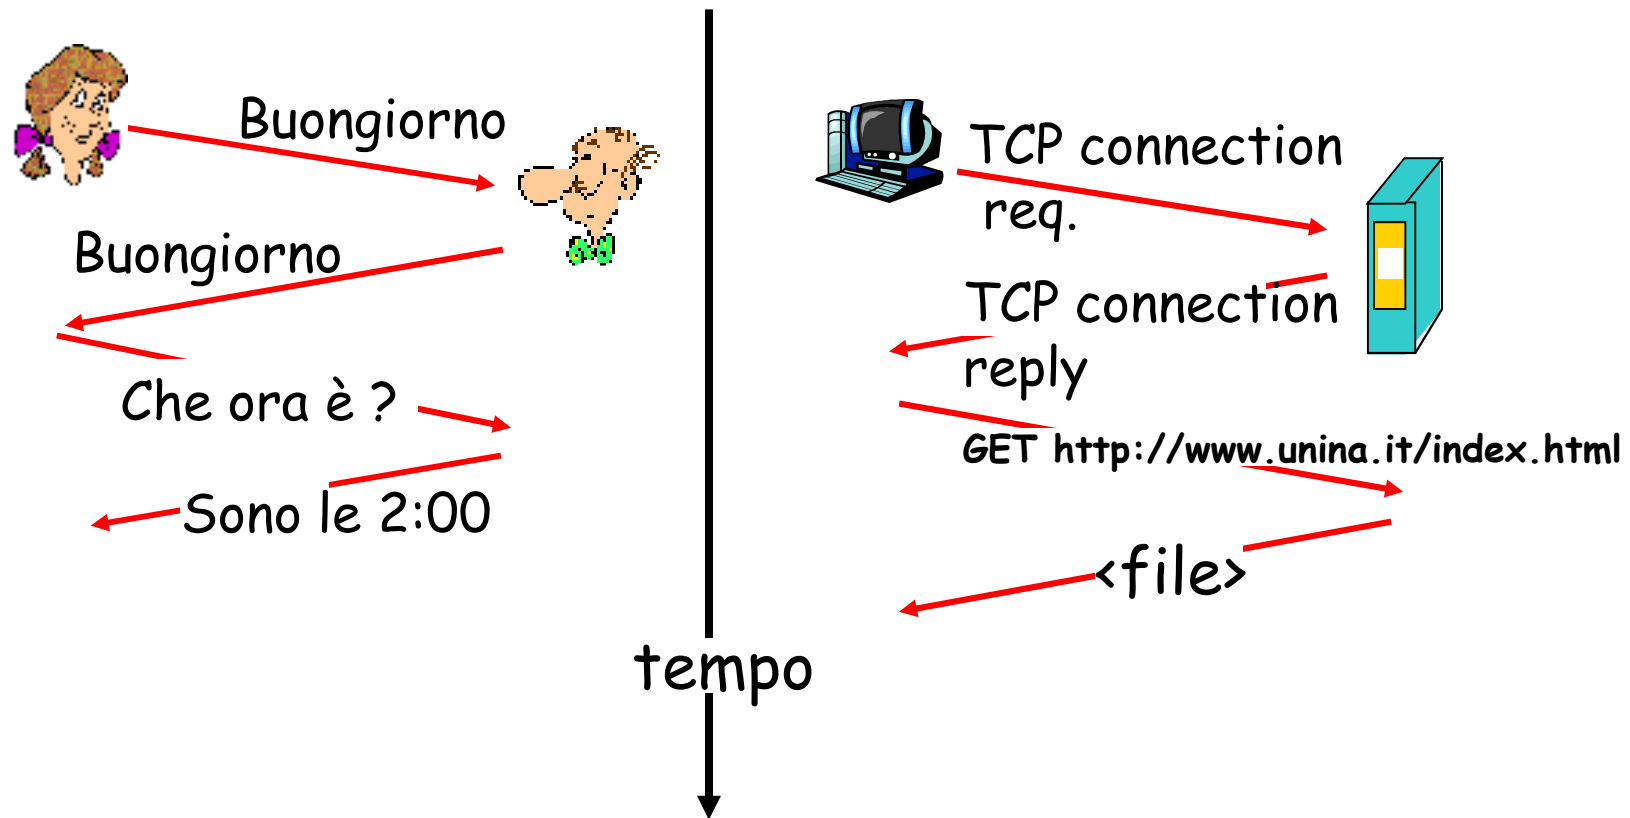 Buongiorno
Buongiorno
Che ora è ?
Sono le 2:00
TCP connection
req.
TCP connection
reply
GET http://www.unina.it/index.html
<file>
tempo